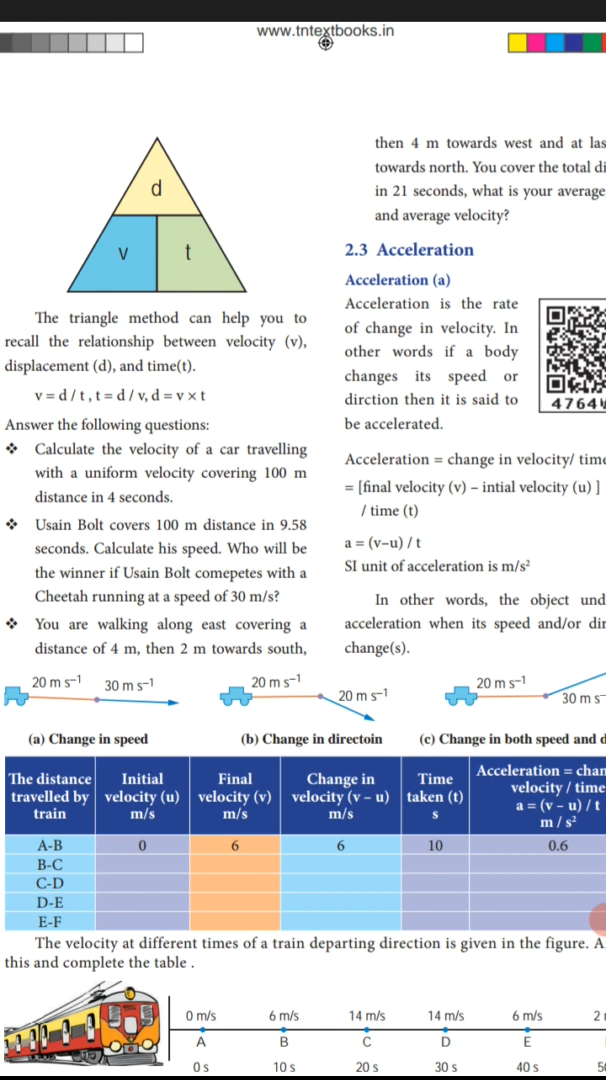 www.tntextbooks.in
d
v
t
The triangle method can help you to
recall the relationship between velocity (v),
displacement (d), and time(t).
v = d / t , t = d / v, d = v × t
Answer the following questions:
❖ Calculate the velocity of a car travelling
with a uniform velocity covering 100 m
distance in 4 seconds.
❖ Usain Bolt covers 100 m distance in 9.58
seconds. Calculate his speed. Who will be
the winner if Usain Bolt comepetes with a
Cheetah running at a speed of 30 m/s?
❖ You are walking along east covering a
distance of 4 m, then 2 m towards south,
then 4 m towards west and at las
towards north. You cover the total di
in 21 seconds, what is your average
and average velocity?
2.3 Acceleration
Acceleration (a)
Acceleration is the rate
of change in velocity. In
other words if a body
changes its speed or
dirction then it is said to
be accelerated.
4764
Acceleration = change in velocity/ time
= [final velocity (v) – intial velocity (u) ]
/ time (t)
a = (v–u) / t
SI unit of acceleration is m/s²
In other words, the object und
acceleration when its speed and/or dir
change(s).
20 m s⁻¹ 30 m s⁻¹
20 m s⁻¹ 20 m s⁻¹
20 m s⁻¹ 30 m s⁻
(a) Change in speed (b) Change in directoin (c) Change in both speed and d
The distance travelled by train | Initial velocity (u) m/s | Final velocity (v) m/s | Change in velocity (v – u) m/s | Time taken (t) s | Acceleration = chan velocity / time a = (v – u) / t m / s²
A-B 0 6 6 10 0.6
B-C
C-D
D-E
E-F
The velocity at different times of a train departing direction is given in the figure. A
this and complete the table .
0 m/s 6 m/s 14 m/s 14 m/s 6 m/s 2
A B C D E
0 s 10 s 20 s 30 s 40 s 5